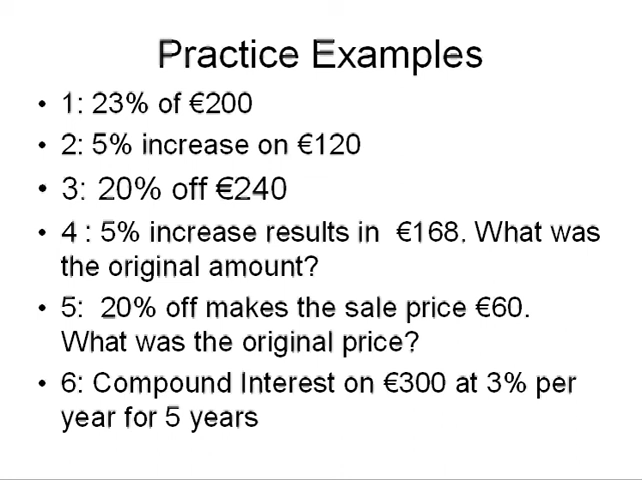 Practice Examples
• 1: 23% of €200
• 2: 5% increase on €120
• 3: 20% off €240
• 4 : 5% increase results in  €168. What was
the original amount?
• 5:  20% off makes the sale price €60.
What was the original price?
• 6: Compound Interest on €300 at 3% per
year for 5 years